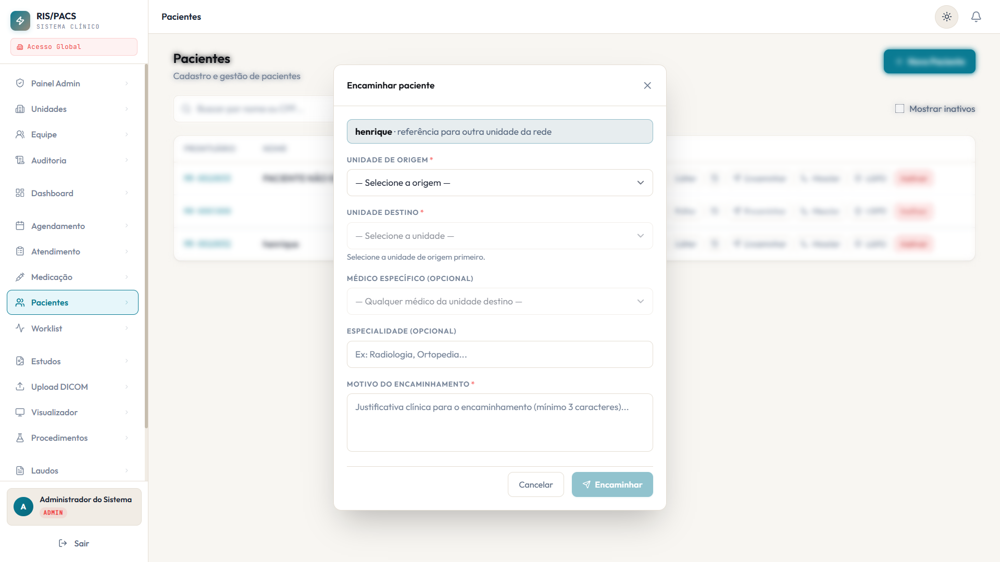 RIS/PACS
SISTEMA CLÍNICO
Acesso Global
Painel Admin
Unidades
Equipe
Auditoria
Dashboard
Agendamento
Atendimento
Medicação
Pacientes
Worklist
Estudos
Upload DICOM
Visualizador
Procedimentos
Laudos
A
Administrador do Sistema
ADMIN
Sair
Pacientes
Pacientes
Cadastro e gestão de pacientes
Mostrar inativos
henrique
Encaminhar paciente
henrique · referência para outra unidade da rede
UNIDADE DE ORIGEM *
— Selecione a origem —
UNIDADE DESTINO *
— Selecione a unidade —
Selecione a unidade de origem primeiro.
MÉDICO ESPECÍFICO (OPCIONAL)
— Qualquer médico da unidade destino —
ESPECIALIDADE (OPCIONAL)
Ex: Radiologia, Ortopedia...
MOTIVO DO ENCAMINHAMENTO *
Justificativa clínica para o encaminhamento (mínimo 3 caracteres)...
Cancelar
Encaminhar